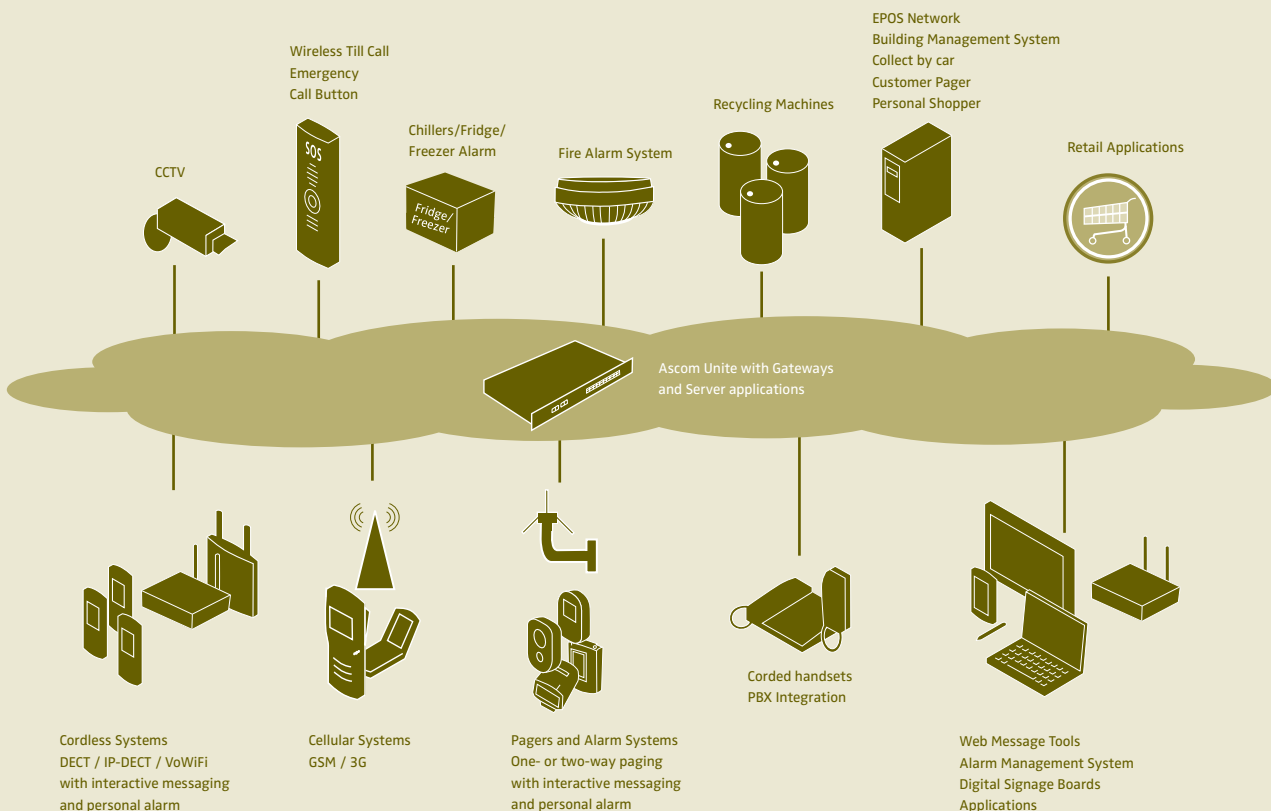 EPOS Network
Building Management System
Collect by car
Customer Pager
Personal Shopper
Wireless Till Call
Emergency
Call Button
Recycling Machines
Chillers/Fridge/
Freezer Alarm
Fire Alarm System
Retail Applications
CCTV
SOS
Fridge/
Freezer
Ascom Unite with Gateways
and Server applications
Corded handsets
PBX Integration
Cordless Systems
DECT / IP-DECT / VoWiFi
with interactive messaging
and personal alarm
Cellular Systems
GSM / 3G
Pagers and Alarm Systems
One- or two-way paging
with interactive messaging
and personal alarm
Web Message Tools
Alarm Management System
Digital Signage Boards
Applications